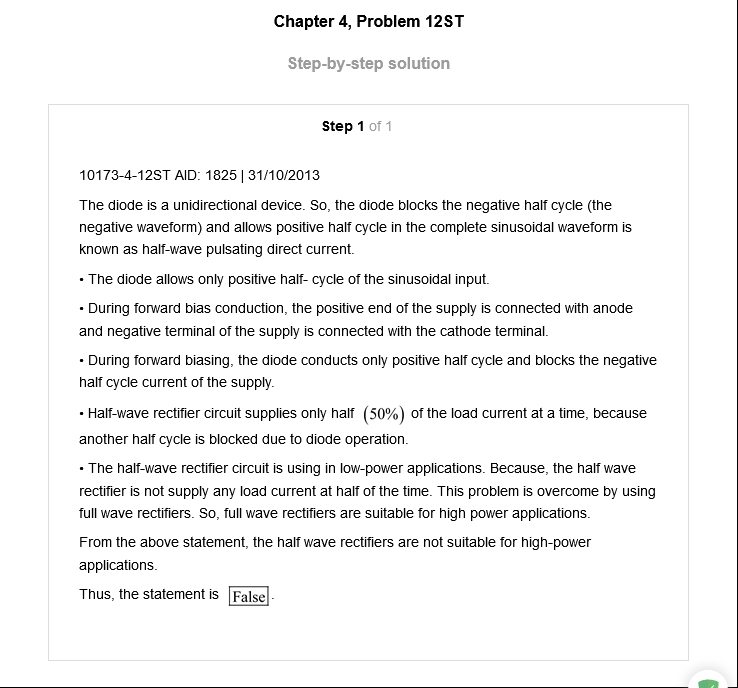 Chapter 4, Problem 12ST
Step-by-step solution
Step 1 of 1
10173-4-12ST AID: 1825 | 31/10/2013
The diode is a unidirectional device. So, the diode blocks the negative half cycle (the
negative waveform) and allows positive half cycle in the complete sinusoidal waveform is
known as half-wave pulsating direct current.
• The diode allows only positive half- cycle of the sinusoidal input.
• During forward bias conduction, the positive end of the supply is connected with anode
and negative terminal of the supply is connected with the cathode terminal.
• During forward biasing, the diode conducts only positive half cycle and blocks the negative
half cycle current of the supply.
• Half-wave rectifier circuit supplies only half (50%) of the load current at a time, because
another half cycle is blocked due to diode operation.
• The half-wave rectifier circuit is using in low-power applications. Because, the half wave
rectifier is not supply any load current at half of the time. This problem is overcome by using
full wave rectifiers. So, full wave rectifiers are suitable for high power applications.
From the above statement, the half wave rectifiers are not suitable for high-power
applications.
Thus, the statement is False.